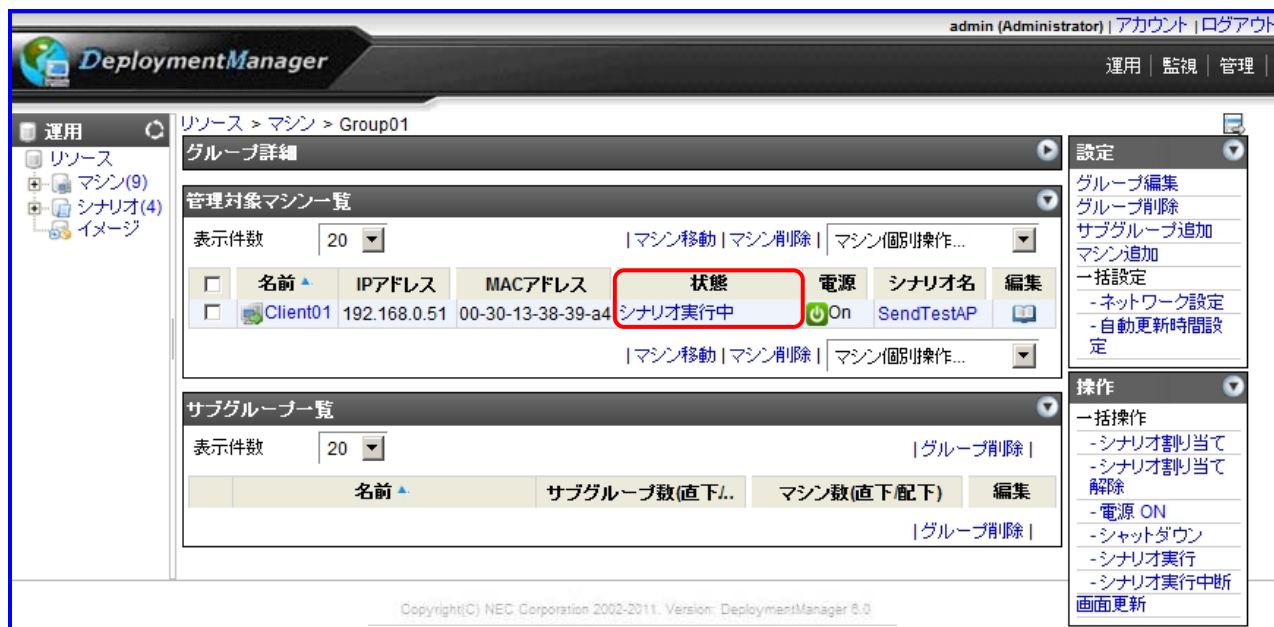 admin (Administrator) | アカウント | ログアウト
DeploymentManager
運用 | 監視 | 管理 |
運用
リソース
マシン(9)
シナリオ(4)
イメージ
リソース > マシン > Group01
グループ詳細
管理対象マシン一覧
表示件数 20 | マシン移動 | マシン削除 | マシン個別操作...
名前 IPアドレス MACアドレス 状態 電源 シナリオ名 編集
Client01 192.168.0.51 00-30-13-38-39-a4 シナリオ実行中 On SendTestAP
| マシン移動 | マシン削除 | マシン個別操作...
サブグループ一覧
表示件数 20 | グループ削除 |
名前 サブグループ数(直下/.. マシン数(直下/配下) 編集
| グループ削除 |
設定
グループ編集
グループ削除
サブグループ追加
マシン追加
一括設定
- ネットワーク設定
- 自動更新時間設
定
操作
一括操作
- シナリオ割り当て
- シナリオ割り当て
解除
- 電源 ON
- シャットダウン
- シナリオ実行
- シナリオ実行中断
画面更新
Copyright(C) NEC Corporation 2002-2011. Version: DeploymentManager 6.0